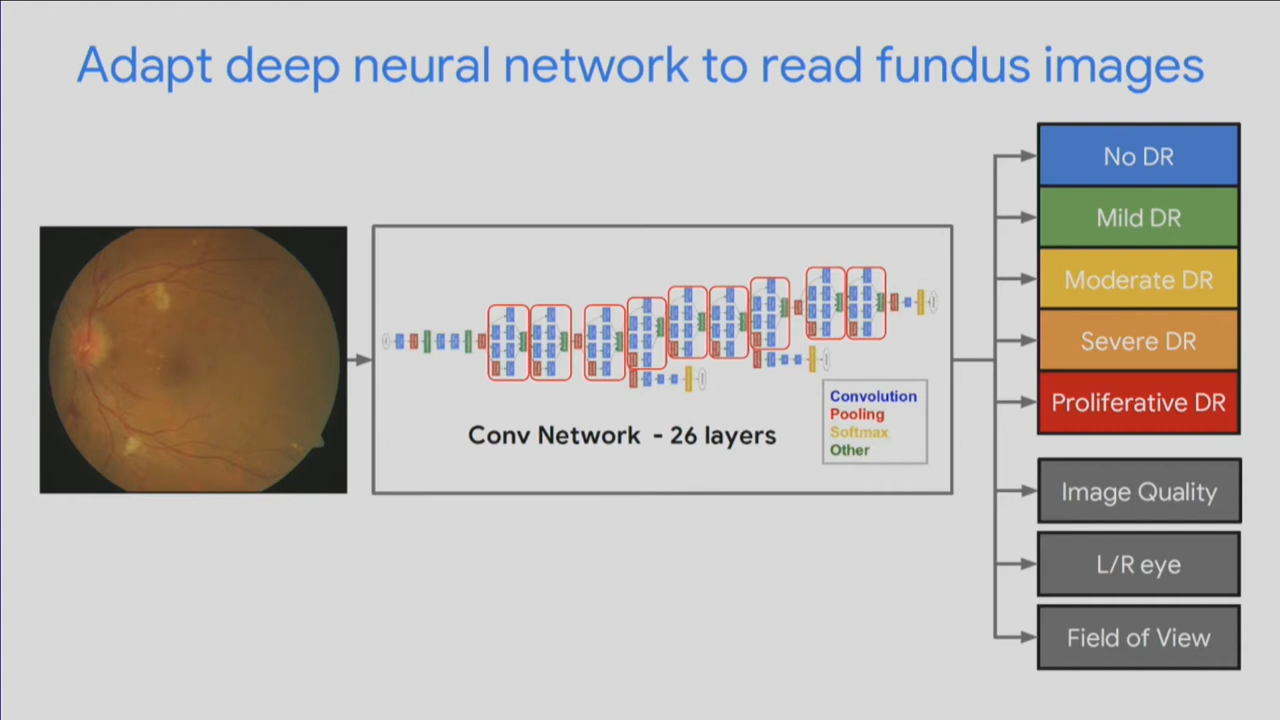 Adapt deep neural network to read fundus images
No DR
Mild DR
Moderate DR
Severe DR
Proliferative DR
Convolution
Pooling
Softmax
Other
Conv Network - 26 layers
Image Quality
L/R eye
Field of View